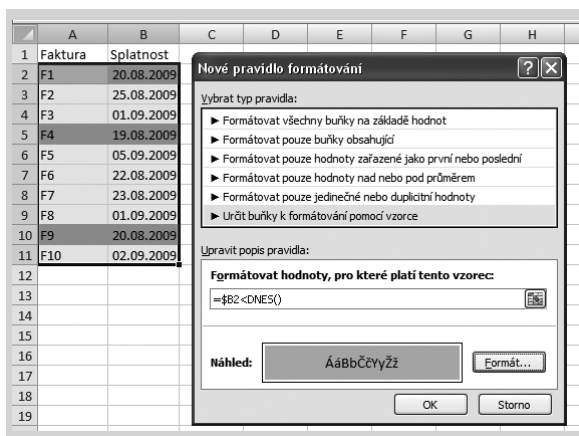 A B C D E F G H
1 Faktura Splatnost
2 F1 20.08.2009
3 F2 25.08.2009
4 F3 01.09.2009
5 F4 19.08.2009
6 F5 05.09.2009
7 F6 22.08.2009
8 F7 23.08.2009
9 F8 01.09.2009
10 F9 20.08.2009
11 F10 02.09.2009
12
13
14
15
16
17
18
19
Nové pravidlo formátování
Vybrat typ pravidla:
► Formátovat všechny buňky na základě hodnot
► Formátovat pouze buňky obsahující
► Formátovat pouze hodnoty zařazené jako první nebo poslední
► Formátovat pouze hodnoty nad nebo pod průměrem
► Formátovat pouze jedinečné nebo duplicitní hodnoty
► Určit buňky k formátování pomocí vzorce
Upravit popis pravidla:
Formátovat hodnoty, pro které platí tento vzorec:
=$B2<DNES()
Náhled: ÁáBbČčYyŽž Formát...
OK Storno